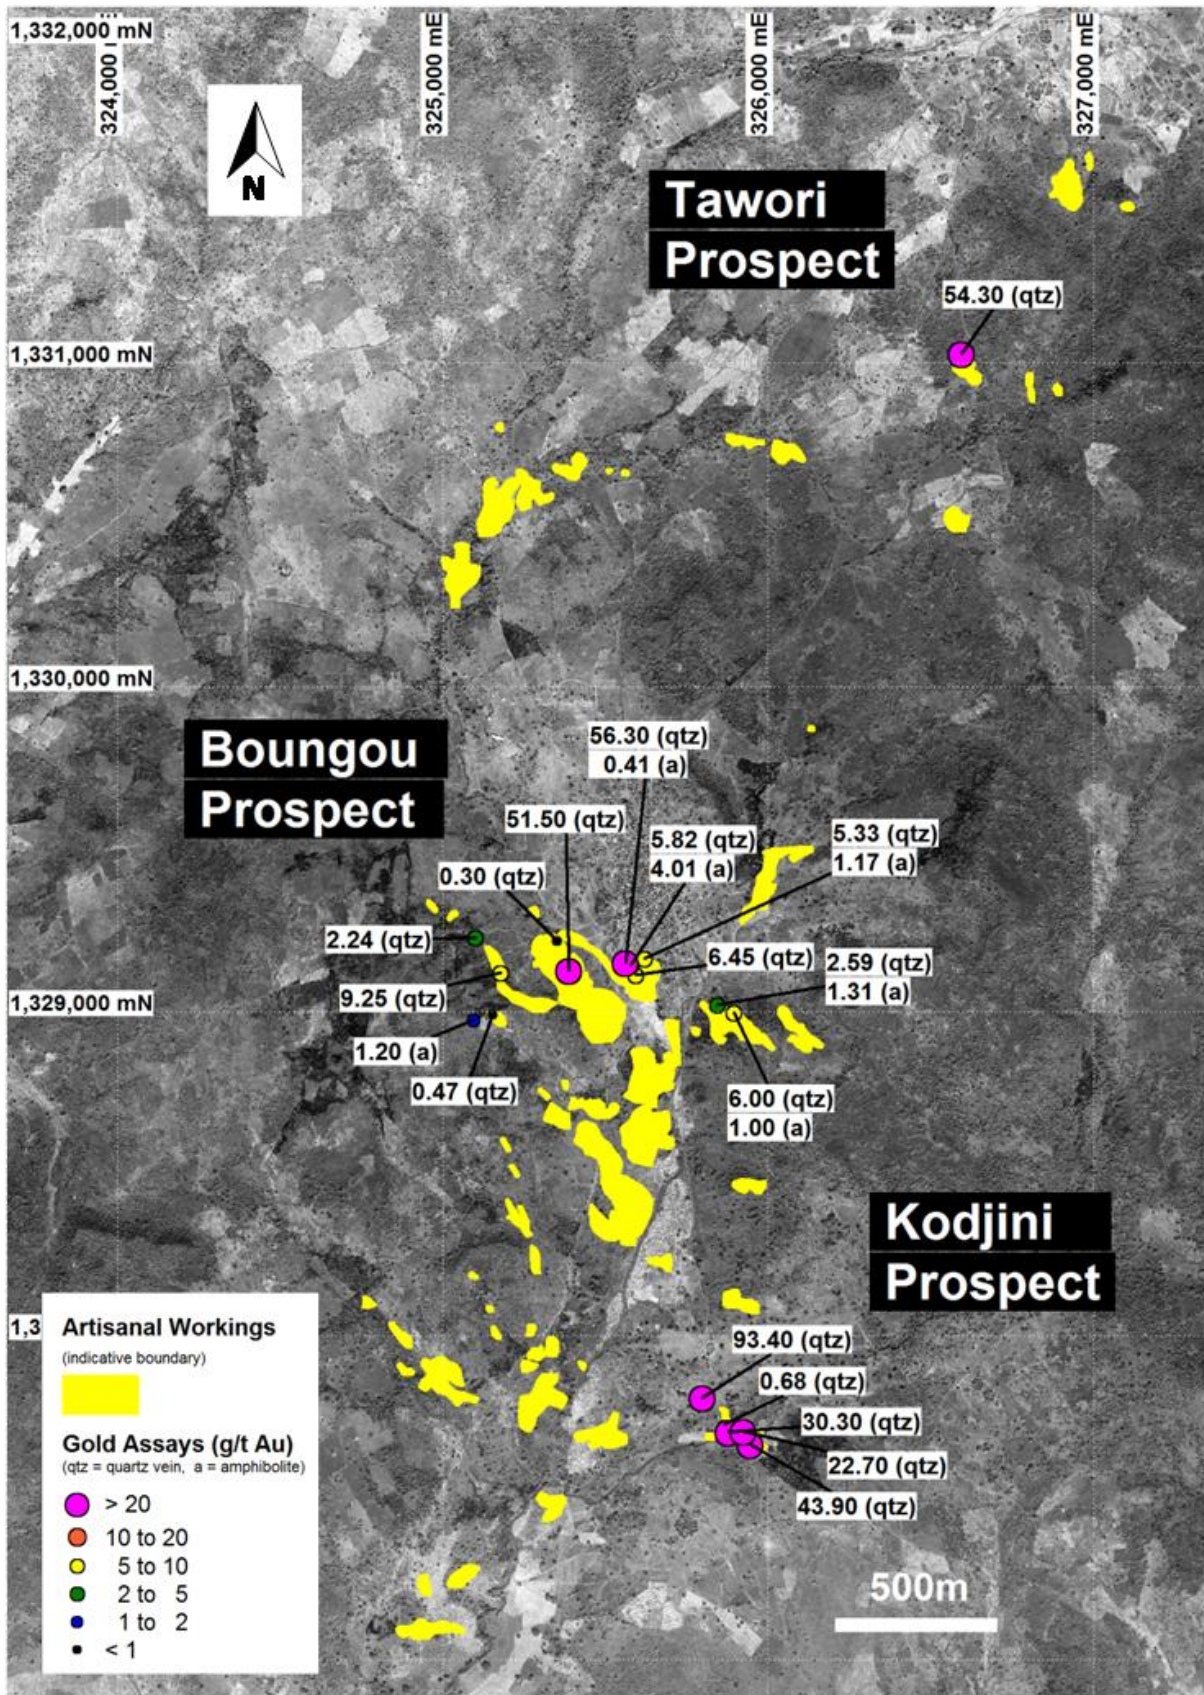 1,332,000 mN
324,000 mE
325,000 mE
326,000 mE
327,000 mE
N
Tawori
Prospect
54.30 (qtz)
1,331,000 mN
1,330,000 mN
Boungou
Prospect
56.30 (qtz)
0.41 (a)
51.50 (qtz)
5.82 (qtz)
4.01 (a)
5.33 (qtz)
1.17 (a)
0.30 (qtz)
2.24 (qtz)
6.45 (qtz)
2.59 (qtz)
1.31 (a)
9.25 (qtz)
1,329,000 mN
1.20 (a)
0.47 (qtz)
6.00 (qtz)
1.00 (a)
Kodjini
Prospect
1,3
93.40 (qtz)
0.68 (qtz)
30.30 (qtz)
22.70 (qtz)
43.90 (qtz)
Artisanal Workings
(indicative boundary)
Gold Assays (g/t Au)
(qtz = quartz vein, a = amphibolite)
> 20
10 to 20
5 to 10
2 to 5
1 to 2
< 1
500m